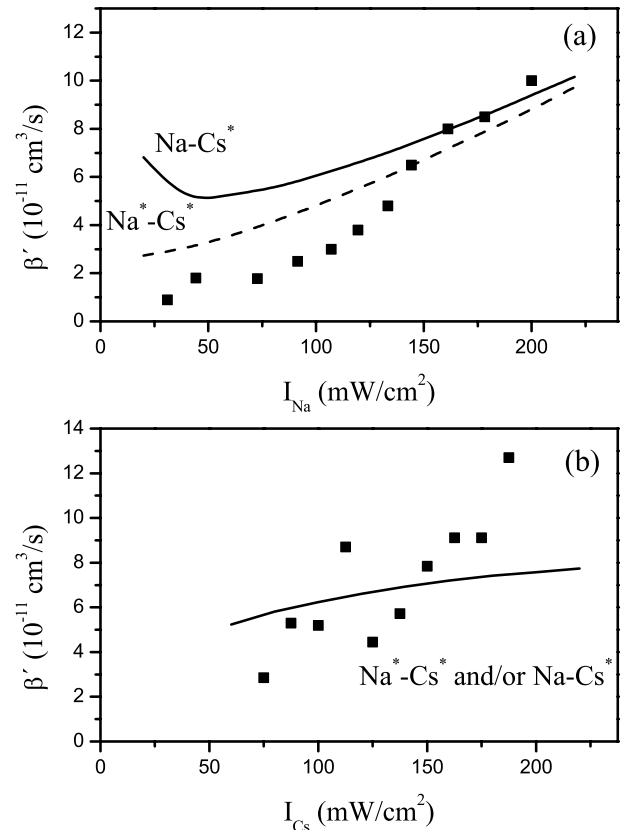 12
10
8
6
4
2
0
β´ (10⁻¹¹ cm³/s)
(a)
Na-Cs*
Na*-Cs*
0 50 100 150 200
I_Na (mW/cm²)
14
12
10
8
6
4
2
0
β´ (10⁻¹¹ cm³/s)
(b)
Na*-Cs* and/or Na-Cs*
0 50 100 150 200
I_Cs (mW/cm²)